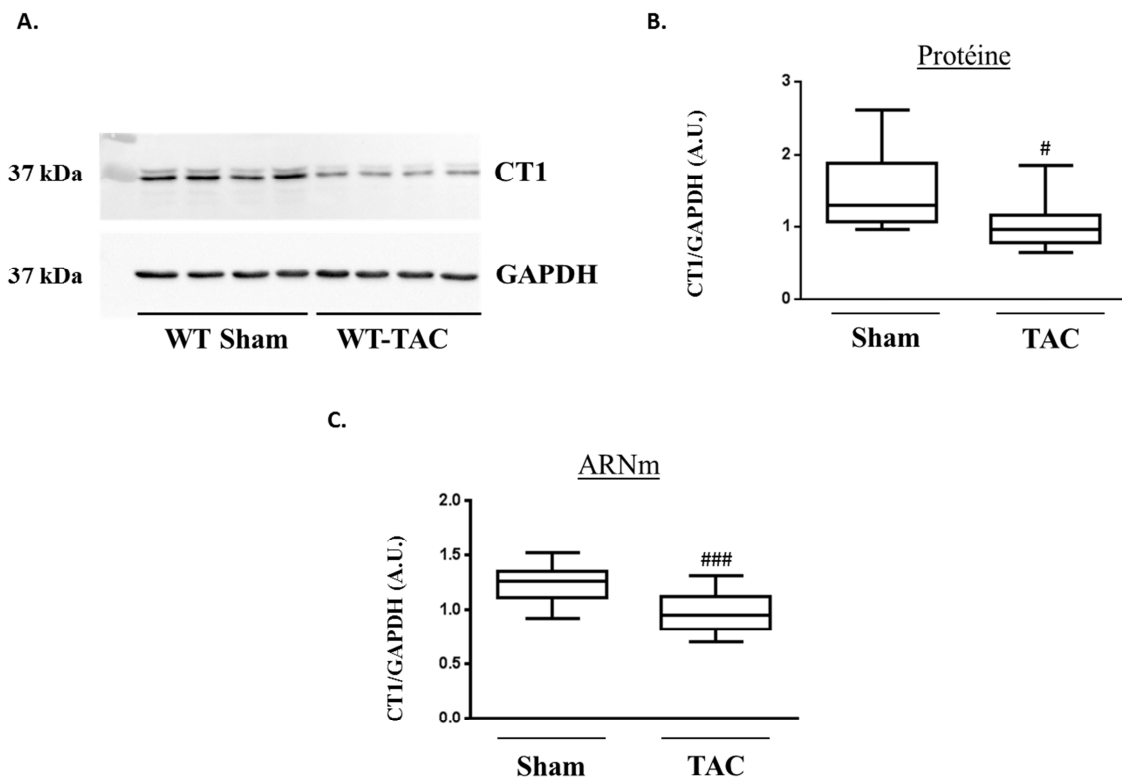 A.
37 kDa
CT1
37 kDa
GAPDH
WT Sham
WT-TAC
B.
Protéine
CT1/GAPDH (A.U.)
3
2
1
0
#
Sham
TAC
C.
ARNm
CT1/GAPDH (A.U.)
2.0
1.5
1.0
0.5
0.0
###
Sham
TAC